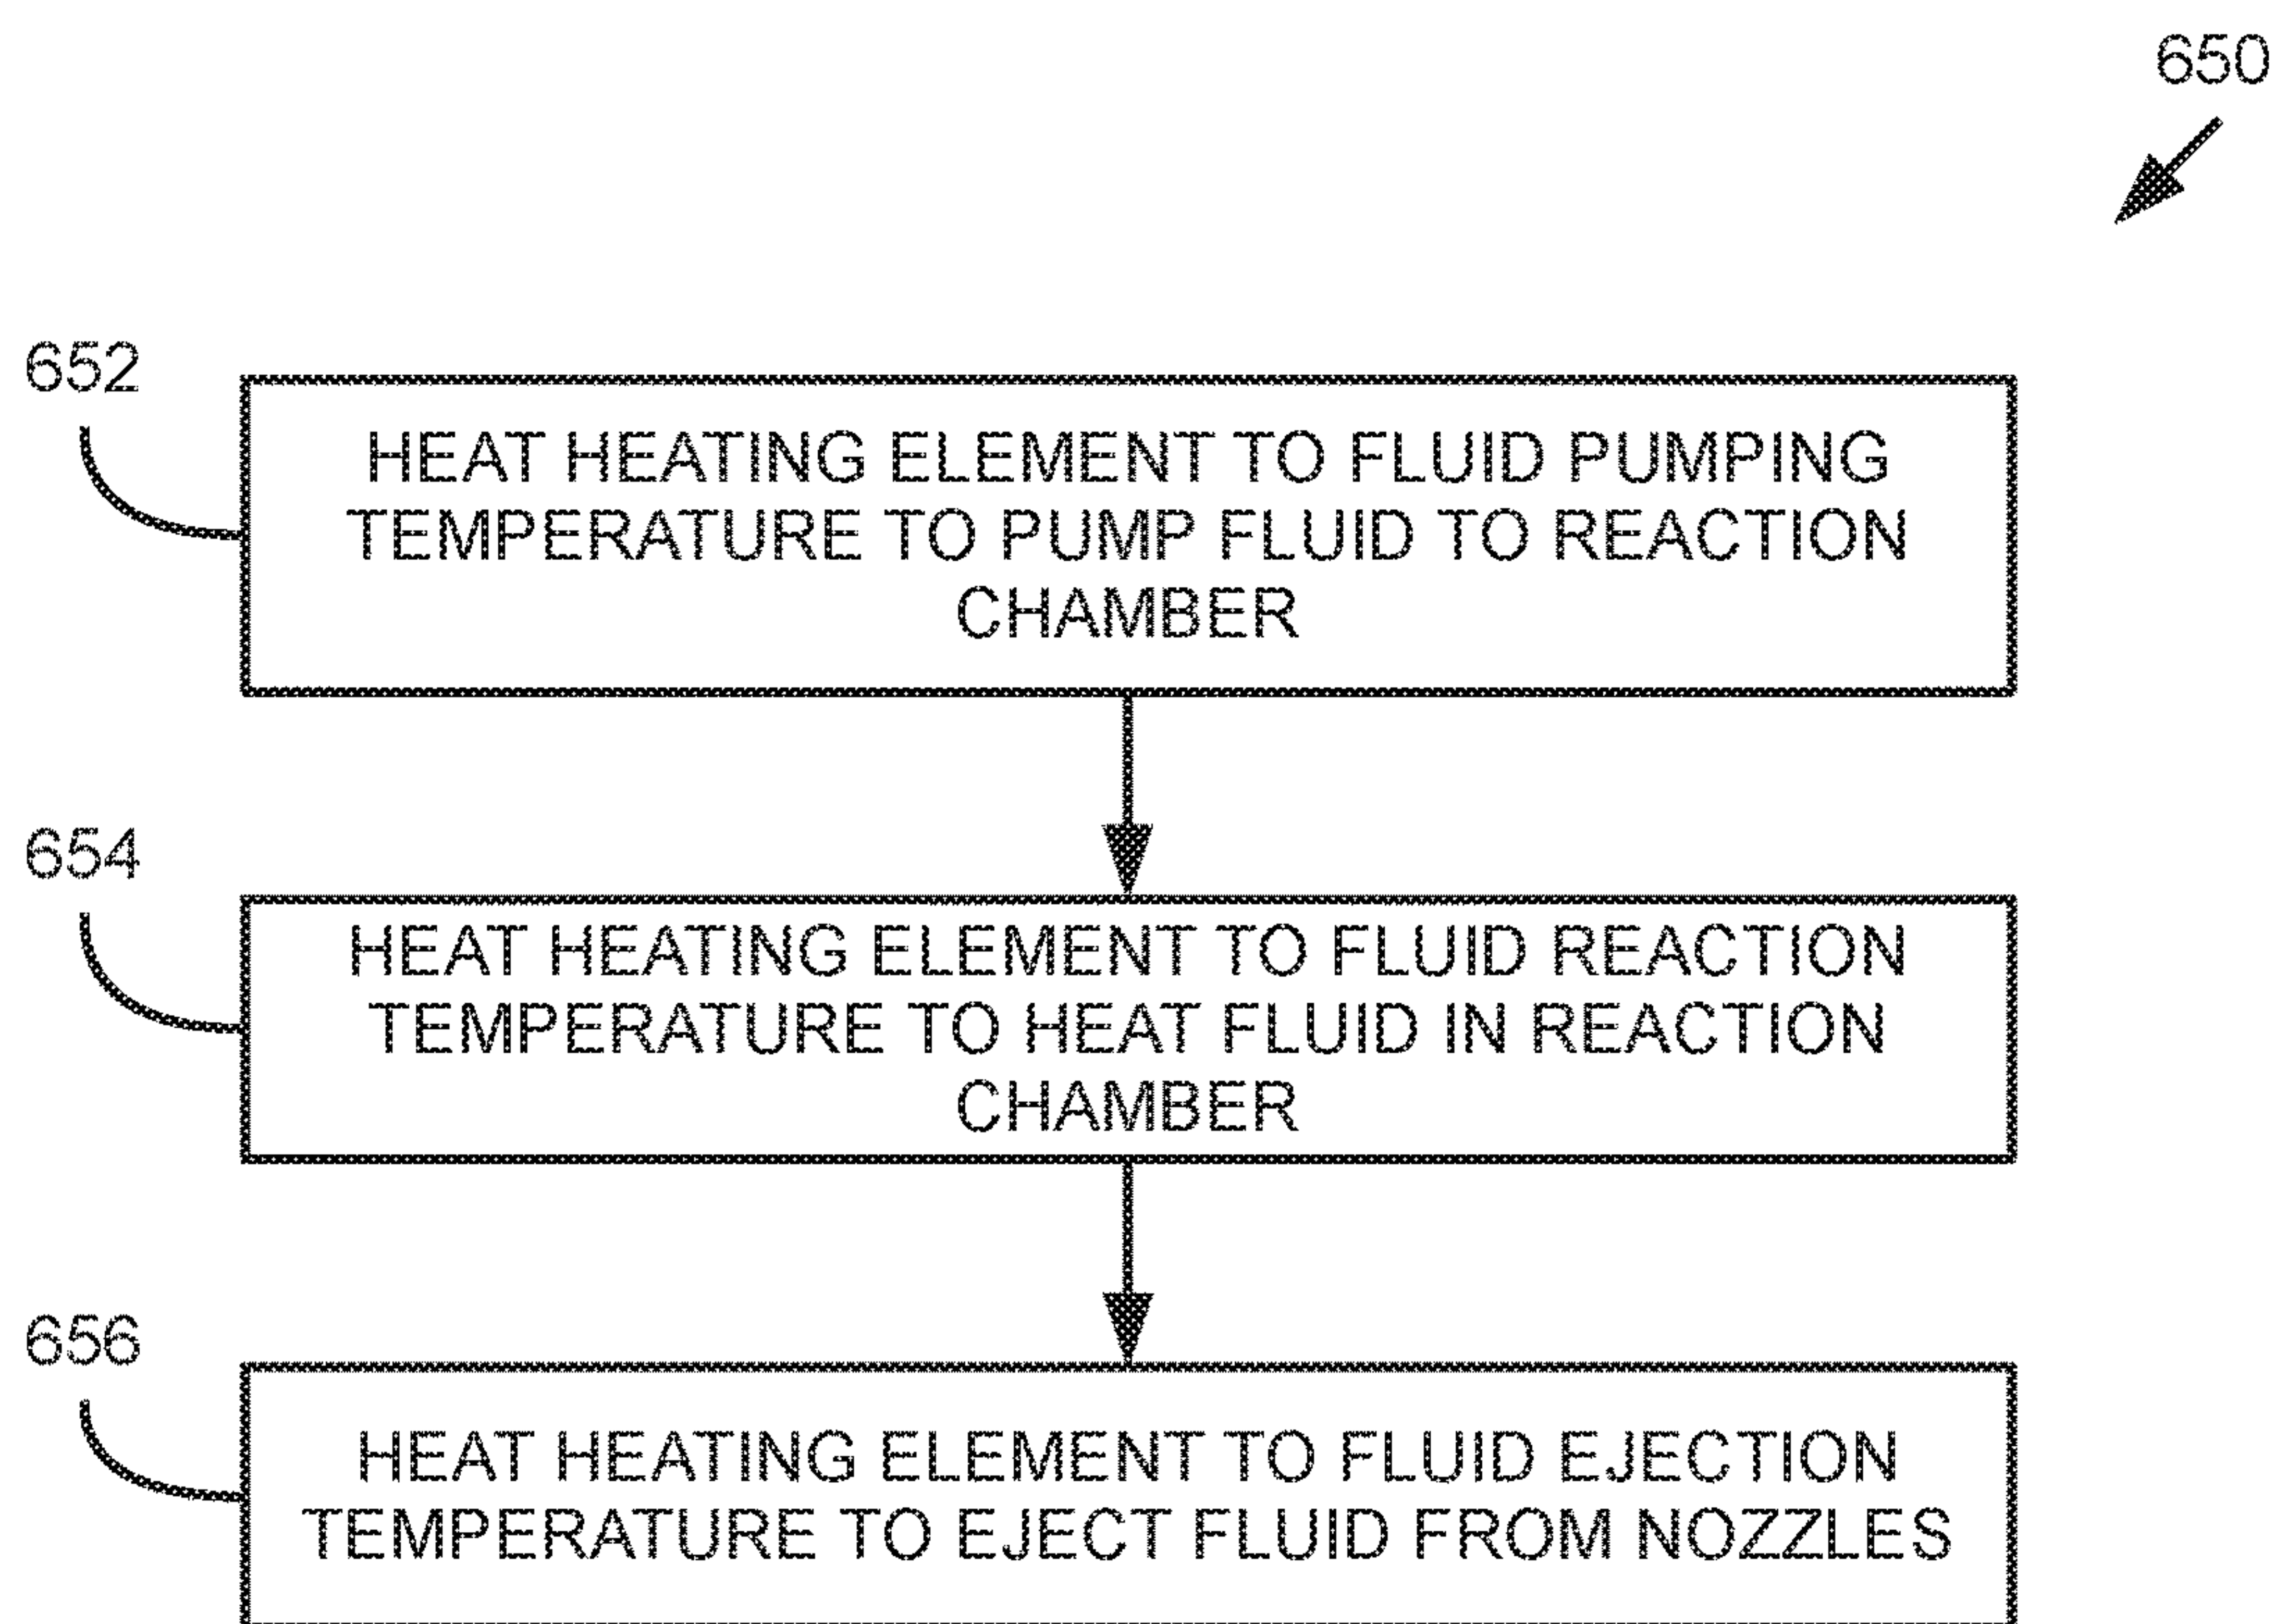 650
652
HEAT HEATING ELEMENT TO FLUID PUMPING
TEMPERATURE TO PUMP FLUID TO REACTION
CHAMBER
654
HEAT HEATING ELEMENT TO FLUID REACTION
TEMPERATURE TO HEAT FLUID IN REACTION
CHAMBER
656
HEAT HEATING ELEMENT TO FLUID EJECTION
TEMPERATURE TO EJECT FLUID FROM NOZZLES